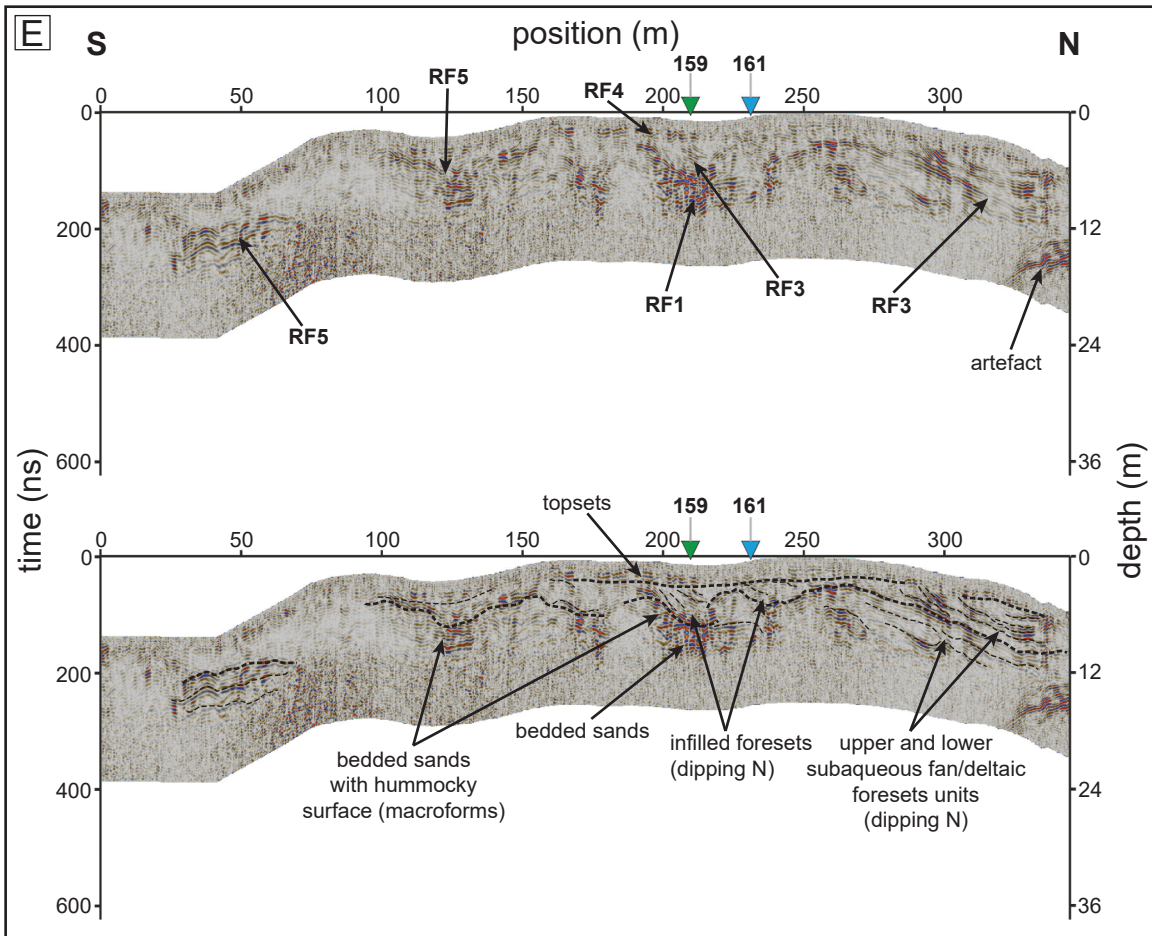 E
S
position (m)
N
0 50 100 150 200 250 300
159 161
RF5
RF4
0
200
400
600
0
12
24
36
RF5
RF1
RF3
RF3
artefact
time (ns)
depth (m)
topsets
159 161
0 50 100 150 200 250 300
0
200
400
600
0
12
24
36
bedded sands
with hummocky
surface (macroforms)
bedded sands
infilled foresets
(dipping N)
upper and lower
subaqueous fan/deltaic
foresets units
(dipping N)